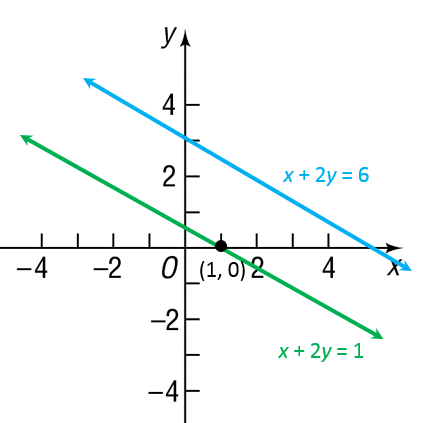 y
4
x + 2y = 6
2
−4 −2 O (1, 0) 2 4 x
−2
x + 2y = 1
−4